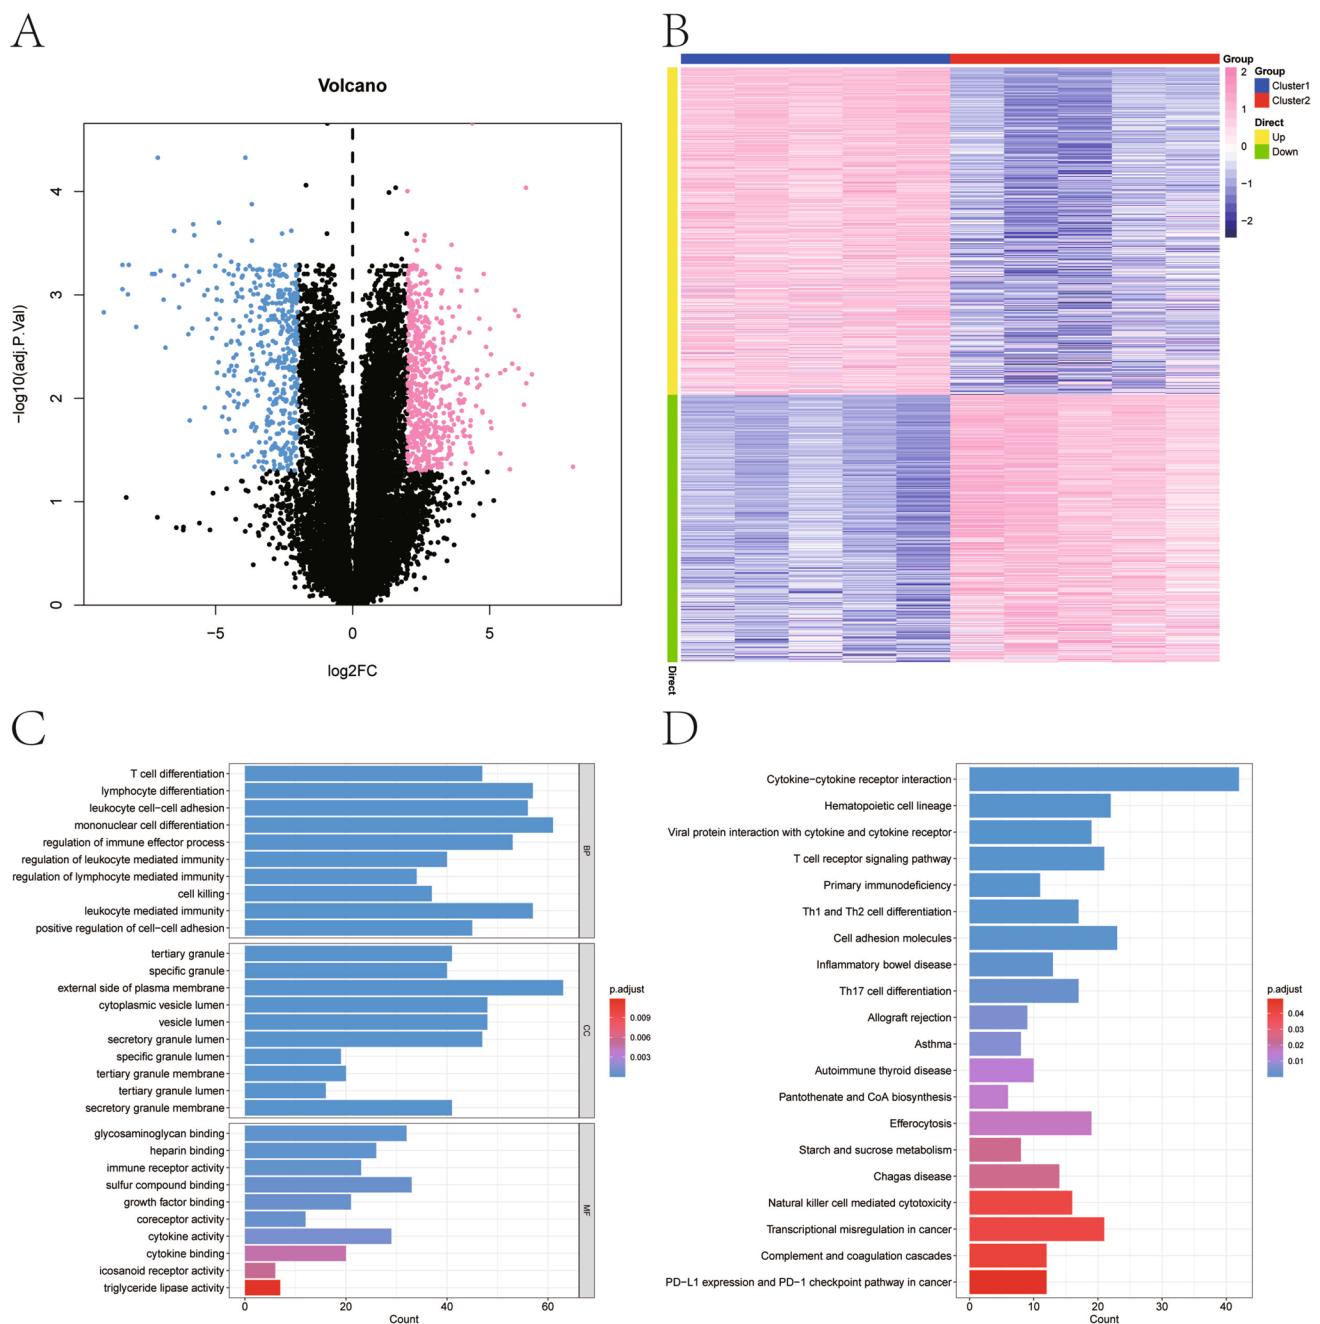 A
Volcano
−log10(adj.P.Val)
4
3
2
1
0
−5
0
5
log2FC
B
Group
2
1
0
−1
−2
Group
Cluster1
Cluster2
Direct
Up
Down
Direct
C
T cell differentiation
lymphocyte differentiation
leukocyte cell−cell adhesion
mononuclear cell differentiation
regulation of immune effector process
regulation of leukocyte mediated immunity
regulation of lymphocyte mediated immunity
cell killing
leukocyte mediated immunity
positive regulation of cell−cell adhesion
BP
tertiary granule
specific granule
external side of plasma membrane
cytoplasmic vesicle lumen
vesicle lumen
secretory granule lumen
specific granule lumen
tertiary granule membrane
tertiary granule lumen
secretory granule membrane
CC
glycosaminoglycan binding
heparin binding
immune receptor activity
sulfur compound binding
growth factor binding
coreceptor activity
cytokine activity
cytokine binding
icosanoid receptor activity
triglyceride lipase activity
MF
0
20
40
60
Count
p.adjust
0.009
0.006
0.003
D
Cytokine−cytokine receptor interaction
Hematopoietic cell lineage
Viral protein interaction with cytokine and cytokine receptor
T cell receptor signaling pathway
Primary immunodeficiency
Th1 and Th2 cell differentiation
Cell adhesion molecules
Inflammatory bowel disease
Th17 cell differentiation
Allograft rejection
Asthma
Autoimmune thyroid disease
Pantothenate and CoA biosynthesis
Efferocytosis
Starch and sucrose metabolism
Chagas disease
Natural killer cell mediated cytotoxicity
Transcriptional misregulation in cancer
Complement and coagulation cascades
PD−L1 expression and PD−1 checkpoint pathway in cancer
0
10
20
30
40
Count
p.adjust
0.04
0.03
0.02
0.01